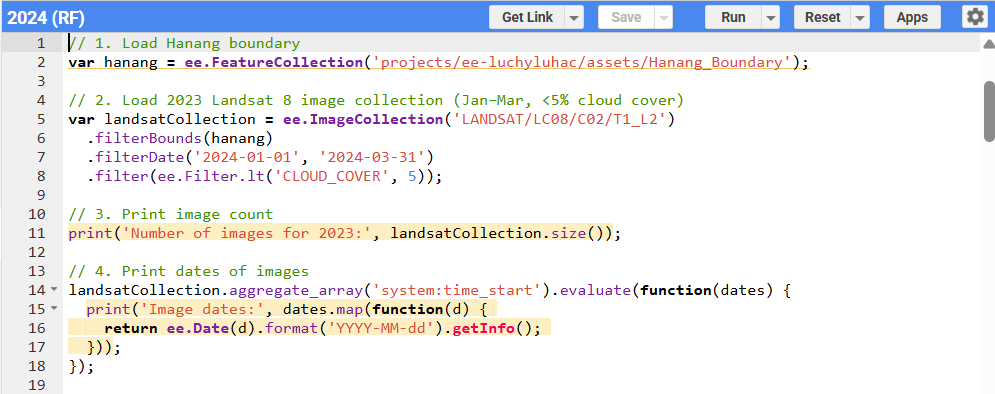 2024 (RF)
Get Link Save Run Reset Apps
1 // 1. Load Hanang boundary
2 var hanang = ee.FeatureCollection('projects/ee-luchyluhac/assets/Hanang_Boundary');
3
4 // 2. Load 2023 Landsat 8 image collection (Jan–Mar, <5% cloud cover)
5 var landsatCollection = ee.ImageCollection('LANDSAT/LC08/C02/T1_L2')
6 .filterBounds(hanang)
7 .filterDate('2024-01-01', '2024-03-31')
8 .filter(ee.Filter.lt('CLOUD_COVER', 5));
9
10 // 3. Print image count
11 print('Number of images for 2023:', landsatCollection.size());
12
13 // 4. Print dates of images
14 landsatCollection.aggregate_array('system:time_start').evaluate(function(dates) {
15 print('Image dates:', dates.map(function(d) {
16 return ee.Date(d).format('YYYY-MM-dd').getInfo();
17 }));
18 });
19